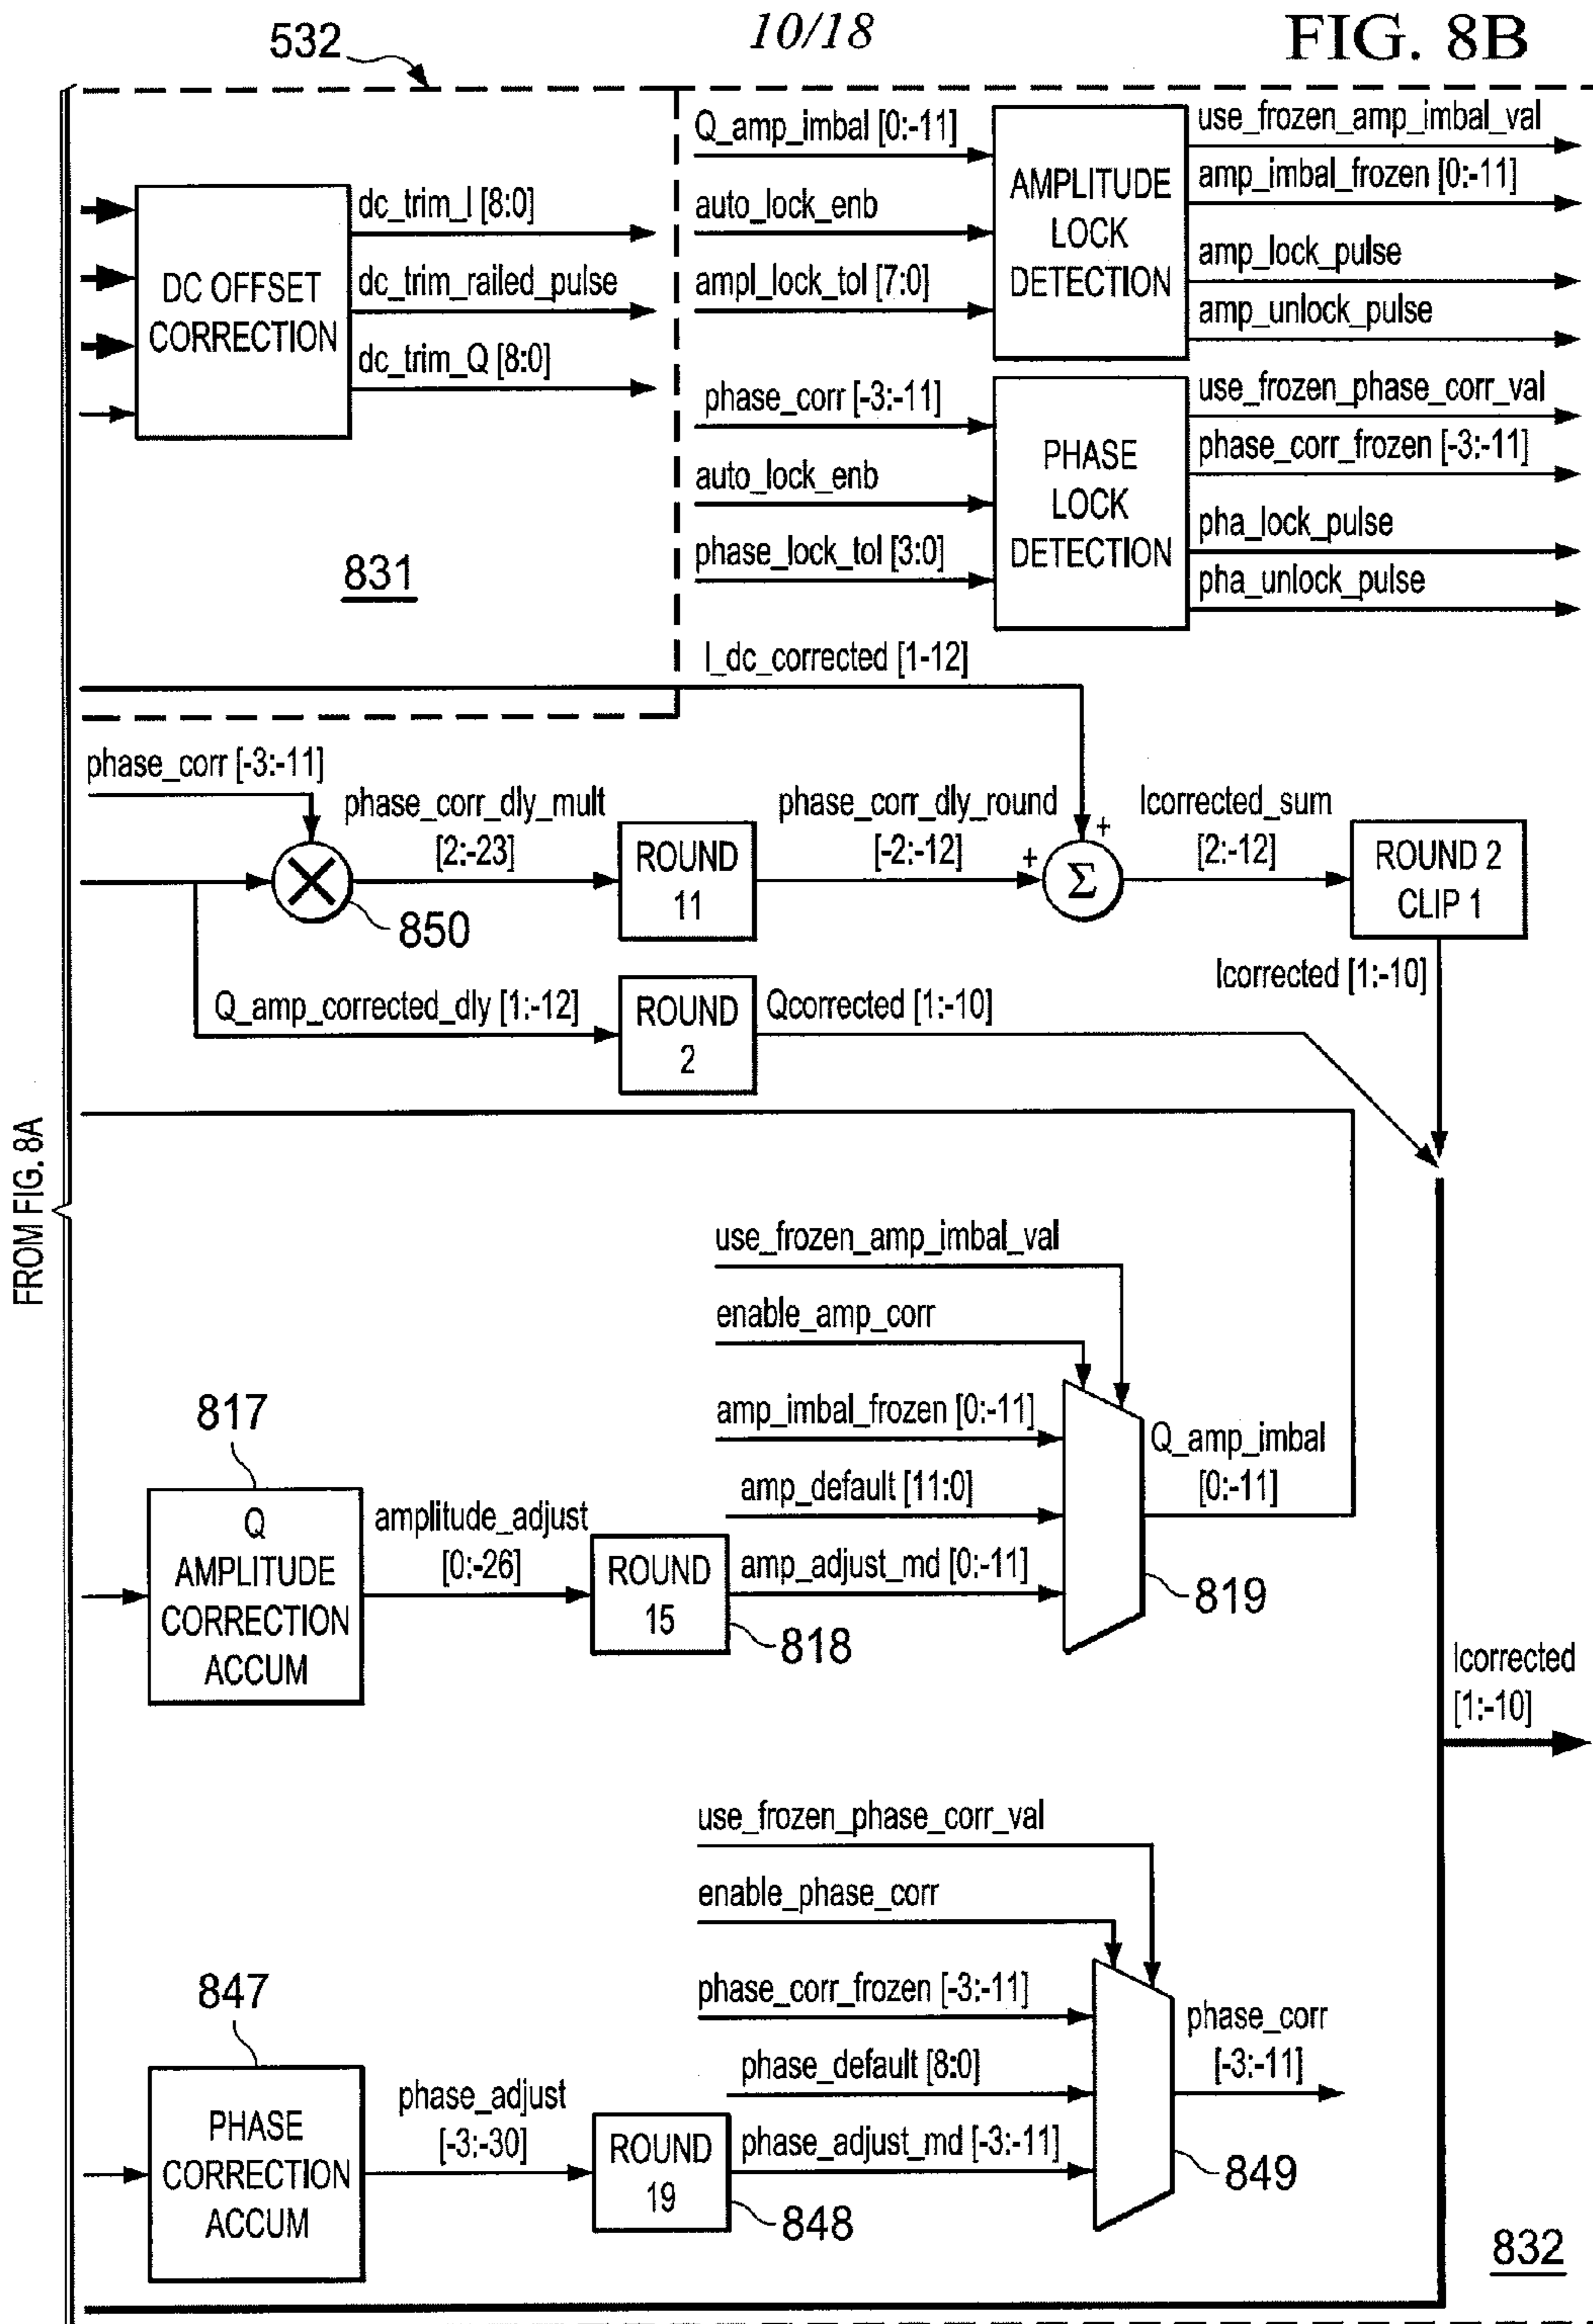 10/18
FIG. 8B
532
DC OFFSET
CORRECTION
dc_trim_I [8:0]
dc_trim_railed_pulse
dc_trim_Q [8:0]
831
Q_amp_imbal [0:-11]
auto_lock_enb
ampl_lock_tol [7:0]
AMPLITUDE
LOCK
DETECTION
use_frozen_amp_imbal_val
amp_imbal_frozen [0:-11]
amp_lock_pulse
amp_unlock_pulse
phase_corr [-3:-11]
auto_lock_enb
phase_lock_tol [3:0]
PHASE
LOCK
DETECTION
use_frozen_phase_corr_val
phase_corr_frozen [-3:-11]
pha_lock_pulse
pha_unlock_pulse
I_dc_corrected [1-12]
phase_corr [-3:-11]
850
phase_corr_dly_mult
[2:-23]
ROUND
11
phase_corr_dly_round
[-2:-12]
+
+
Σ
Icorrected_sum
[2:-12]
ROUND 2
CLIP 1
Icorrected [1:-10]
Q_amp_corrected_dly [1:-12]
ROUND
2
Qcorrected [1:-10]
FROM FIG. 8A
use_frozen_amp_imbal_val
enable_amp_corr
amp_imbal_frozen [0:-11]
amp_default [11:0]
amp_adjust_md [0:-11]
817
Q
AMPLITUDE
CORRECTION
ACCUM
amplitude_adjust
[0:-26]
ROUND
15
818
819
Q_amp_imbal
[0:-11]
Icorrected
[1:-10]
use_frozen_phase_corr_val
enable_phase_corr
phase_corr_frozen [-3:-11]
phase_default [8:0]
phase_adjust_md [-3:-11]
847
PHASE
CORRECTION
ACCUM
phase_adjust
[-3:-30]
ROUND
19
848
849
phase_corr
[-3:-11]
832